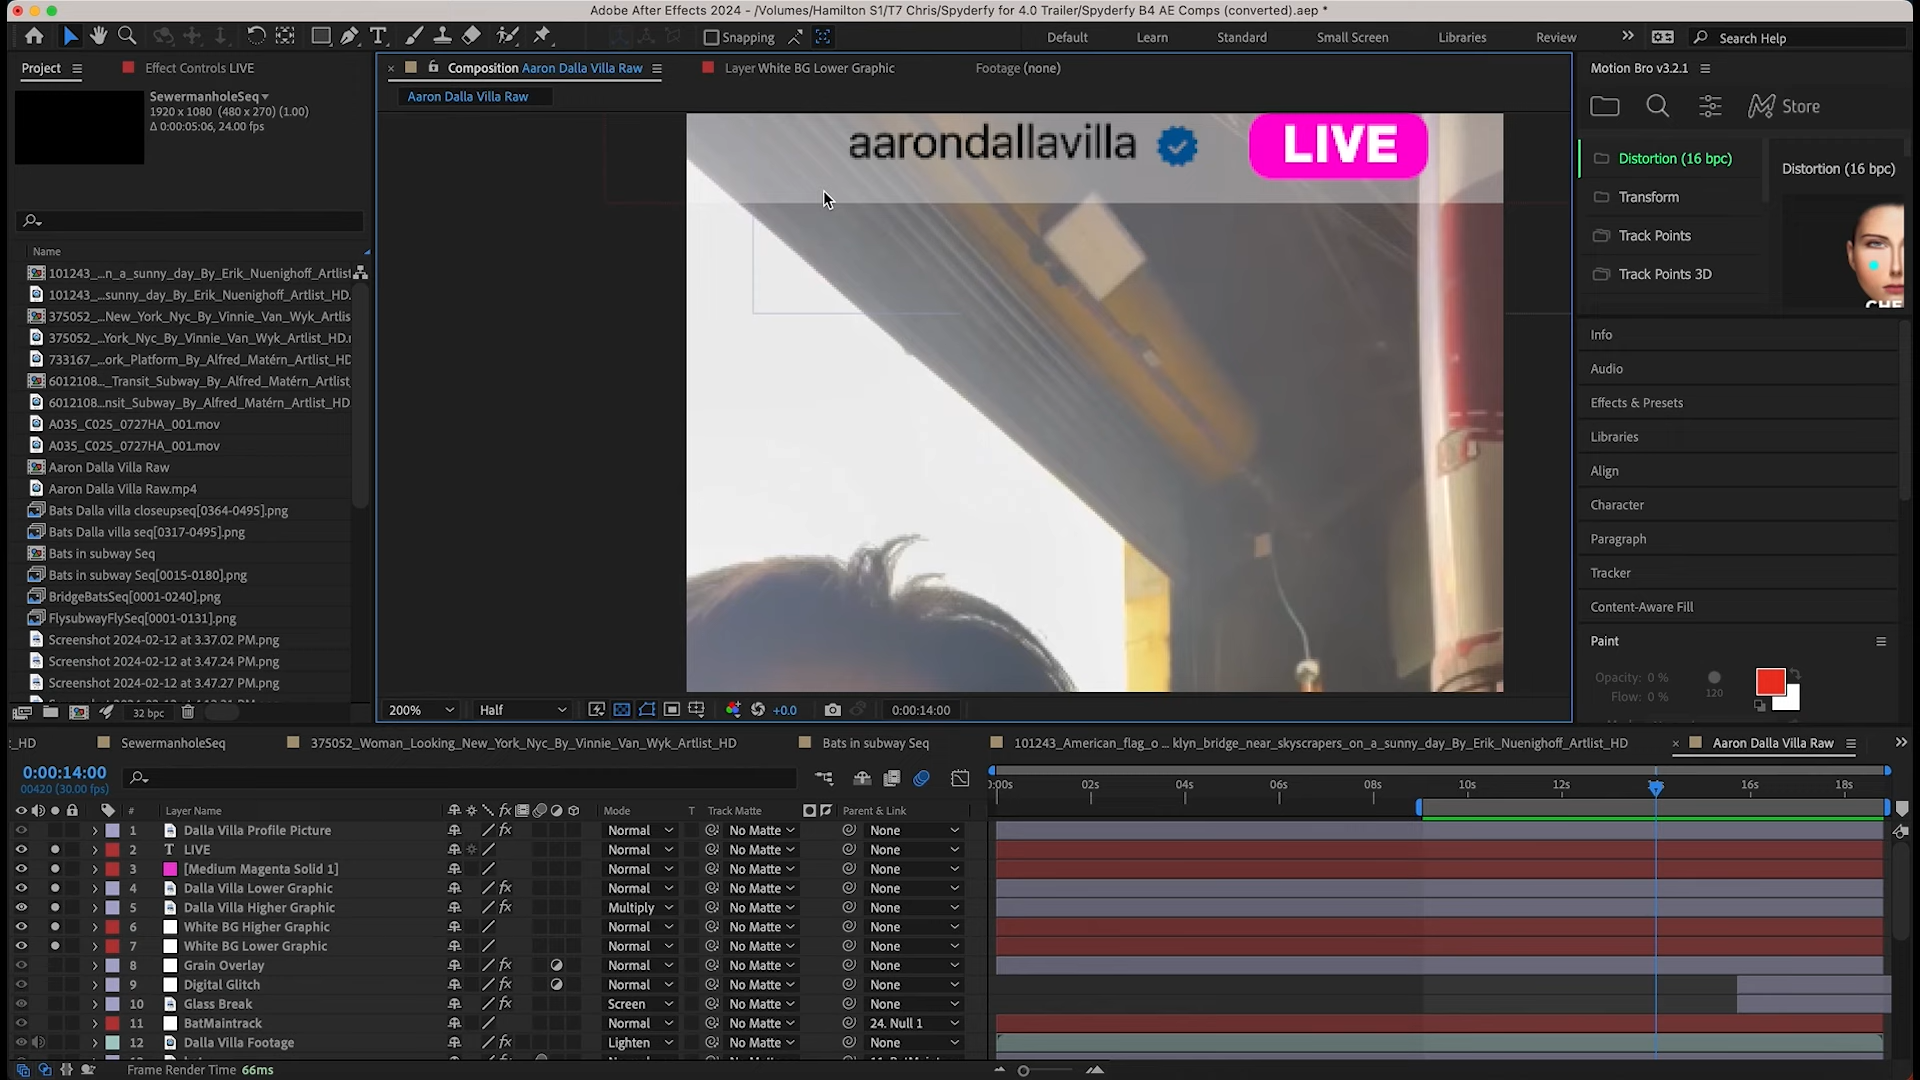 Adobe After Effects 2024 - /Volumes/Hamilton S1/T7 Chris/Spyderfy for 4.0 Trailer/Spyderfy B4 AE Comps (converted).aep *
Snapping
Default
Learn
Standard
Small Screen
Libraries
Review
Search Help
Project
Effect Controls LIVE
Composition Aaron Dalla Villa Raw
Layer White BG Lower Graphic
Footage (none)
Motion Bro v3.2.1
Aaron Dalla Villa Raw
SewermanholeSeq
1920 x 1080 (480 x 270) (1.00)
Δ 0:00:05:06, 24.00 fps
Store
aarondallavilla
LIVE
Distortion (16 bpc)
Distortion (16 bpc)
Transform
Track Points
Track Points 3D
Name
101243_...n_a_sunny_day_By_Erik_Nuenighoff_Artlist
101243_...sunny_day_By_Erik_Nuenighoff_Artlist_HD.
375052_...New_York_Nyc_By_Vinnie_Van_Wyk_Artlis
375052_...York_Nyc_By_Vinnie_Van_Wyk_Artlist_HD.
733167_...ork_Platform_By_Alfred_Matérn_Artlist_HD
6012108..._Transit_Subway_By_Alfred_Matérn_Artlist
6012108...nsit_Subway_By_Alfred_Matérn_Artlist_HD
A035_C025_0727HA_001.mov
A035_C025_0727HA_001.mov
Aaron Dalla Villa Raw
Aaron Dalla Villa Raw.mp4
Bats Dalla villa closeupseq[0364-0495].png
Bats Dalla villa seq[0317-0495].png
Bats in subway Seq
Bats in subway Seq[0015-0180].png
BridgeBatsSeq[0001-0240].png
FlysubwayFlySeq[0001-0131].png
Screenshot 2024-02-12 at 3.37.02 PM.png
Screenshot 2024-02-12 at 3.47.24 PM.png
Screenshot 2024-02-12 at 3.47.27 PM.png
32 bpc
Info
Audio
Effects & Presets
Libraries
Align
Character
Paragraph
Tracker
Content-Aware Fill
Paint
Opacity: 0 %
Flow: 0 %
120
200%
Half
+0.0
0:00:14:00
_HD
SewermanholeSeq
375052_Woman_Looking_New_York_Nyc_By_Vinnie_Van_Wyk_Artlist_HD
Bats in subway Seq
101243_American_flag_o ... klyn_bridge_near_skyscrapers_on_a_sunny_day_By_Erik_Nuenighoff_Artlist_HD
Aaron Dalla Villa Raw
0:00:14:00
00420 (30.00 fps)
:00s 02s 04s 06s 08s 10s 12s 16s 18s
# Layer Name Mode T Track Matte Parent & Link
1 Dalla Villa Profile Picture Normal No Matte None
2 T LIVE Normal No Matte None
3 [Medium Magenta Solid 1] Normal No Matte None
4 Dalla Villa Lower Graphic Normal No Matte None
5 Dalla Villa Higher Graphic Multiply No Matte None
6 White BG Higher Graphic Normal No Matte None
7 White BG Lower Graphic Normal No Matte None
8 Grain Overlay Normal No Matte None
9 Digital Glitch Normal No Matte None
10 Glass Break Screen No Matte None
11 BatMaintrack Normal No Matte 24. Null 1
12 Dalla Villa Footage Lighten No Matte None
Frame Render Time 66ms